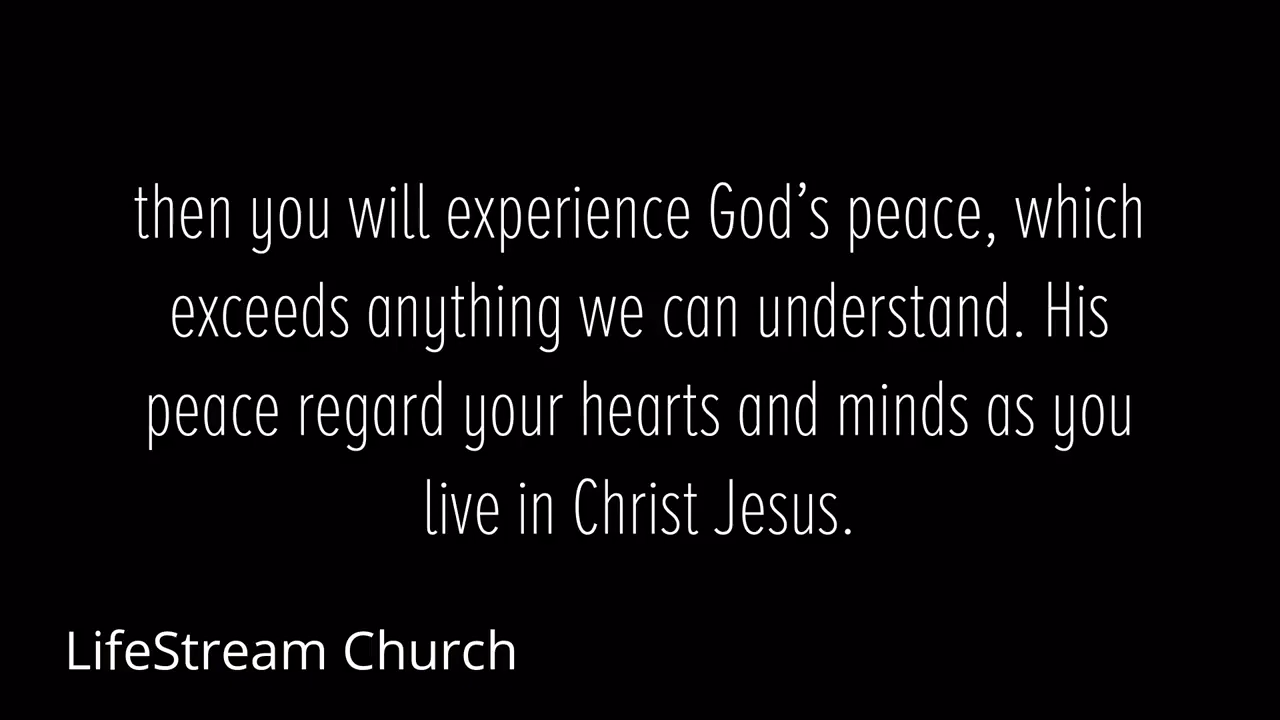 then you will experience God’s peace, which
exceeds anything we can understand. His
peace regard your hearts and minds as you
live in Christ Jesus.
LifeStream Church